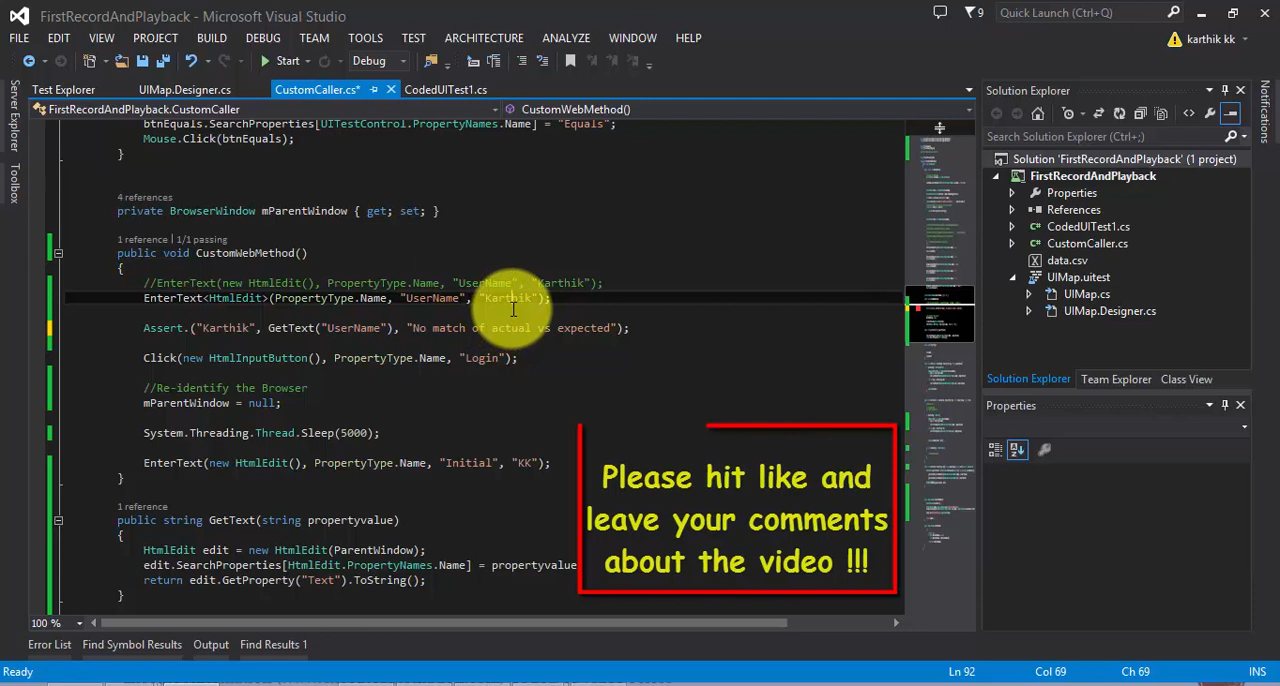 FirstRecordAndPlayback - Microsoft Visual Studio
9
Quick Launch (Ctrl+Q)
FILE EDIT VIEW PROJECT BUILD DEBUG TEAM TOOLS TEST ARCHITECTURE ANALYZE WINDOW HELP
karthik kk
Start Debug
Server Explorer
Toolbox
Notifications
Test Explorer UIMap.Designer.cs CustomCaller.cs* CodedUITest1.cs
FirstRecordAndPlayback.CustomCaller CustomWebMethod()
btnEquals.SearchProperties[UITestControl.PropertyNames.Name] = "Equals";
Mouse.Click(btnEquals);
}
4 references
private BrowserWindow mParentWindow { get; set; }
1 reference | 1/1 passing
public void CustomWebMethod()
{
//EnterText(new HtmlEdit(), PropertyType.Name, "UserName", "Karthik");
EnterText<HtmlEdit>(PropertyType.Name, "UserName", "Karthik");
Assert.("Karthik", GetText("UserName"), "No match of actual vs expected");
Click(new HtmlInputButton(), PropertyType.Name, "Login");
//Re-identify the Browser
mParentWindow = null;
System.Threading.Thread.Sleep(5000);
EnterText(new HtmlEdit(), PropertyType.Name, "Initial", "KK");
}
1 reference
public string GetText(string propertyvalue)
{
HtmlEdit edit = new HtmlEdit(ParentWindow);
edit.SearchProperties[HtmlEdit.PropertyNames.Name] = propertyvalue
return edit.GetProperty("Text").ToString();
}
Please hit like and
leave your comments
about the video !!!
100 %
Solution Explorer
Search Solution Explorer (Ctrl+;)
Solution 'FirstRecordAndPlayback' (1 project)
FirstRecordAndPlayback
Properties
References
C# CodedUITest1.cs
C# CustomCaller.cs
data.csv
UIMap.uitest
UIMap.cs
UIMap.Designer.cs
Solution Explorer Team Explorer Class View
Properties
Error List Find Symbol Results Output Find Results 1
Ready Ln 92 Col 69 Ch 69 INS